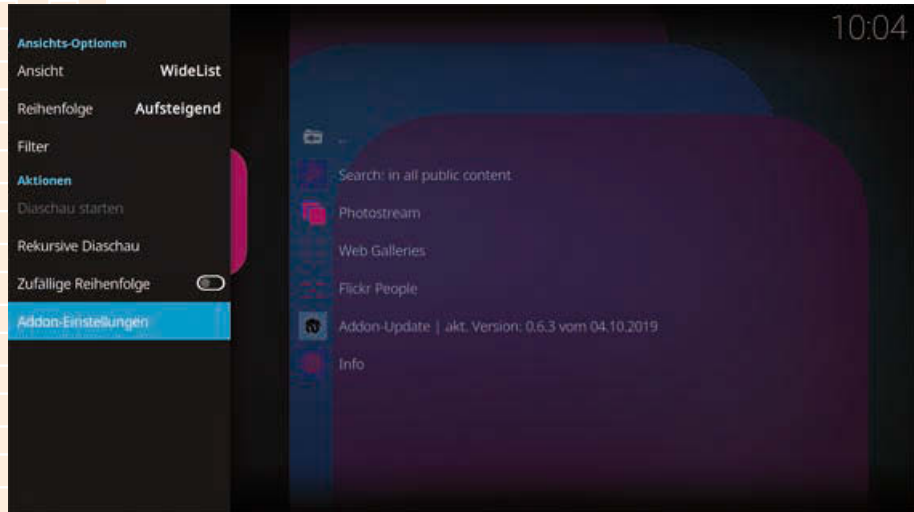 10:04
Ansichts-Optionen
Ansicht WideList
Reihenfolge Aufsteigend
Filter
Aktionen
Diaschau starten
Rekursive Diaschau
Zufällige Reihenfolge
Addon-Einstellungen
..
Search: in all public content
Photostream
Web Galleries
Flickr People
Addon-Update | akt. Version: 0.6.3 vom 04.10.2019
Info